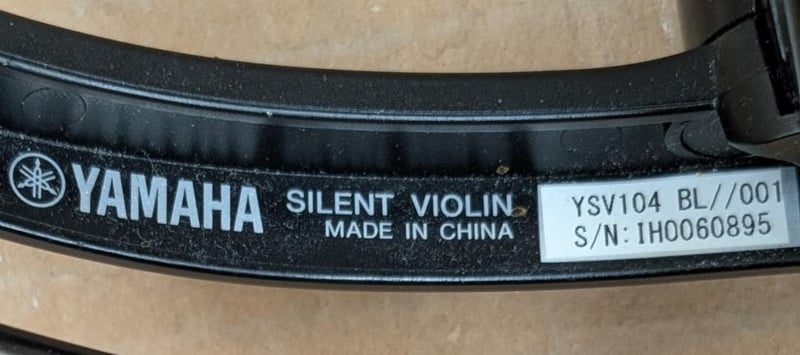 YAMAHA
SILENT VIOLIN
MADE IN CHINA
YSV104 BL//001
S/N:IH0060895